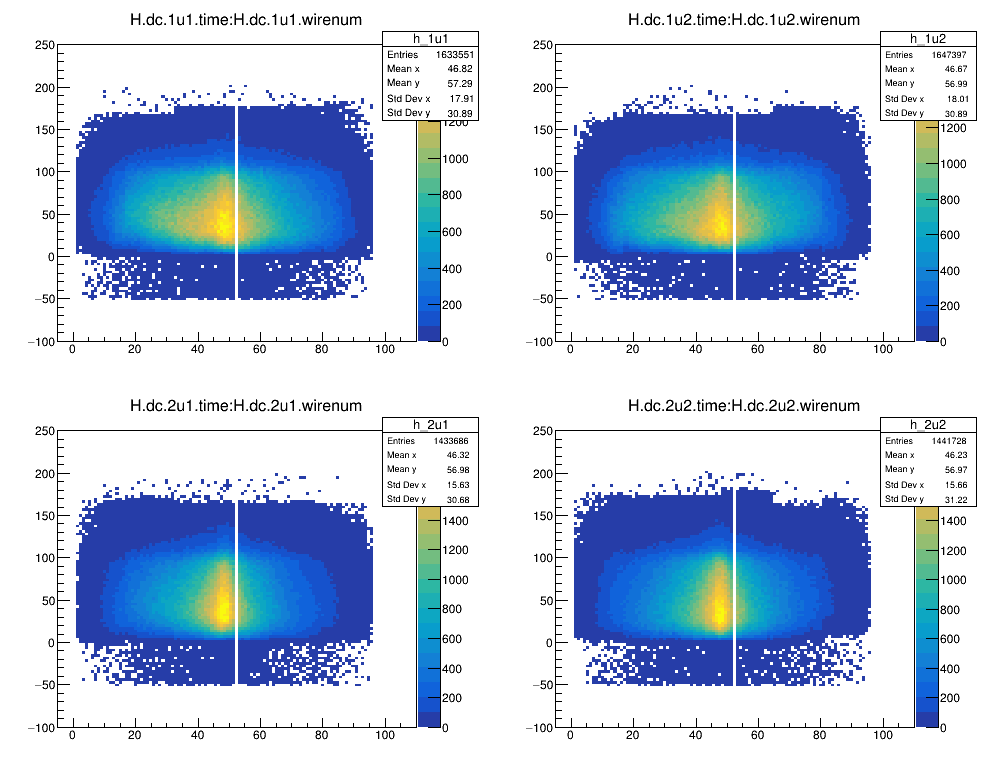 H.dc.1u1.time:H.dc.1u1.wirenum
h_1u1
Entries 1633551
Mean x 46.82
Mean y 57.29
Std Dev x 17.91
Std Dev y 30.89
250
200
150
100
50
0
−50
−100
0 20 40 60 80 100
1200
1000
800
600
400
200
0
H.dc.1u2.time:H.dc.1u2.wirenum
h_1u2
Entries 1647397
Mean x 46.67
Mean y 56.99
Std Dev x 18.01
Std Dev y 30.89
250
200
150
100
50
0
−50
−100
0 20 40 60 80 100
1200
1000
800
600
400
200
0
H.dc.2u1.time:H.dc.2u1.wirenum
h_2u1
Entries 1433686
Mean x 46.32
Mean y 56.98
Std Dev x 15.63
Std Dev y 30.68
250
200
150
100
50
0
−50
−100
0 20 40 60 80 100
1400
1200
1000
800
600
400
200
0
H.dc.2u2.time:H.dc.2u2.wirenum
h_2u2
Entries 1441728
Mean x 46.23
Mean y 56.97
Std Dev x 15.66
Std Dev y 31.22
250
200
150
100
50
0
−50
−100
0 20 40 60 80 100
1400
1200
1000
800
600
400
200
0